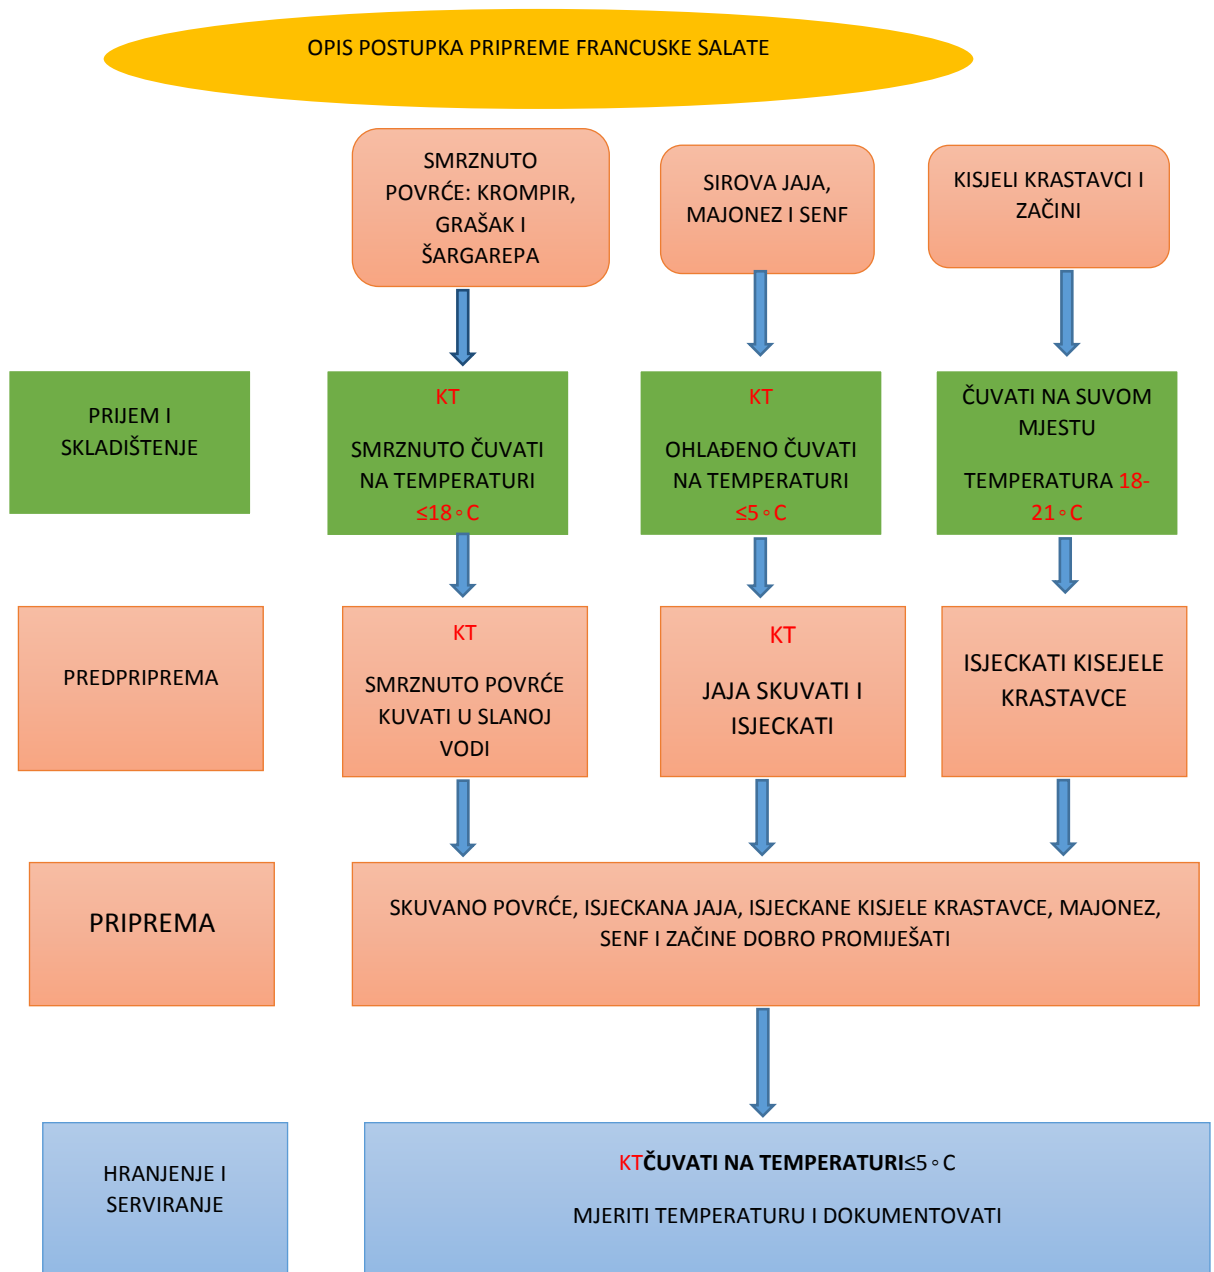 OPIS POSTUPKA PRIPREME FRANCUSKE SALATE
SMRZNUTO
POVRĆE: KROMPIR,
GRAŠAK I
ŠARGAREPA
SIROVA JAJA,
MAJONEZ I SENF
KISJELI KRASTAVCI I
ZAČINI
PRIJEM I
SKLADIŠTENJE
KT
SMRZNUTO ČUVATI
NA TEMPERATURI
≤18◦C
KT
OHLAĐENO ČUVATI
NA TEMPERATURI
≤5◦C
ČUVATI NA SUVOM
MJESTU
TEMPERATURA 18-
21◦C
PREDPRIPREMA
KT
SMRZNUTO POVRĆE
KUVATI U SLANOJ
VODI
KT
JAJA SKUVATI I
ISJECKATI
ISJECKATI KISEJELE
KRASTAVCE
PRIPREMA
SKUVANO POVRĆE, ISJECKANA JAJA, ISJECKANE KISJELE KRASTAVCE, MAJONEZ,
SENF I ZAČINE DOBRO PROMIJEŠATI
HRANJENJE I
SERVIRANJE
KTČUVATI NA TEMPERATURI≤5◦C
MJERITI TEMPERATURU I DOKUMENTOVATI